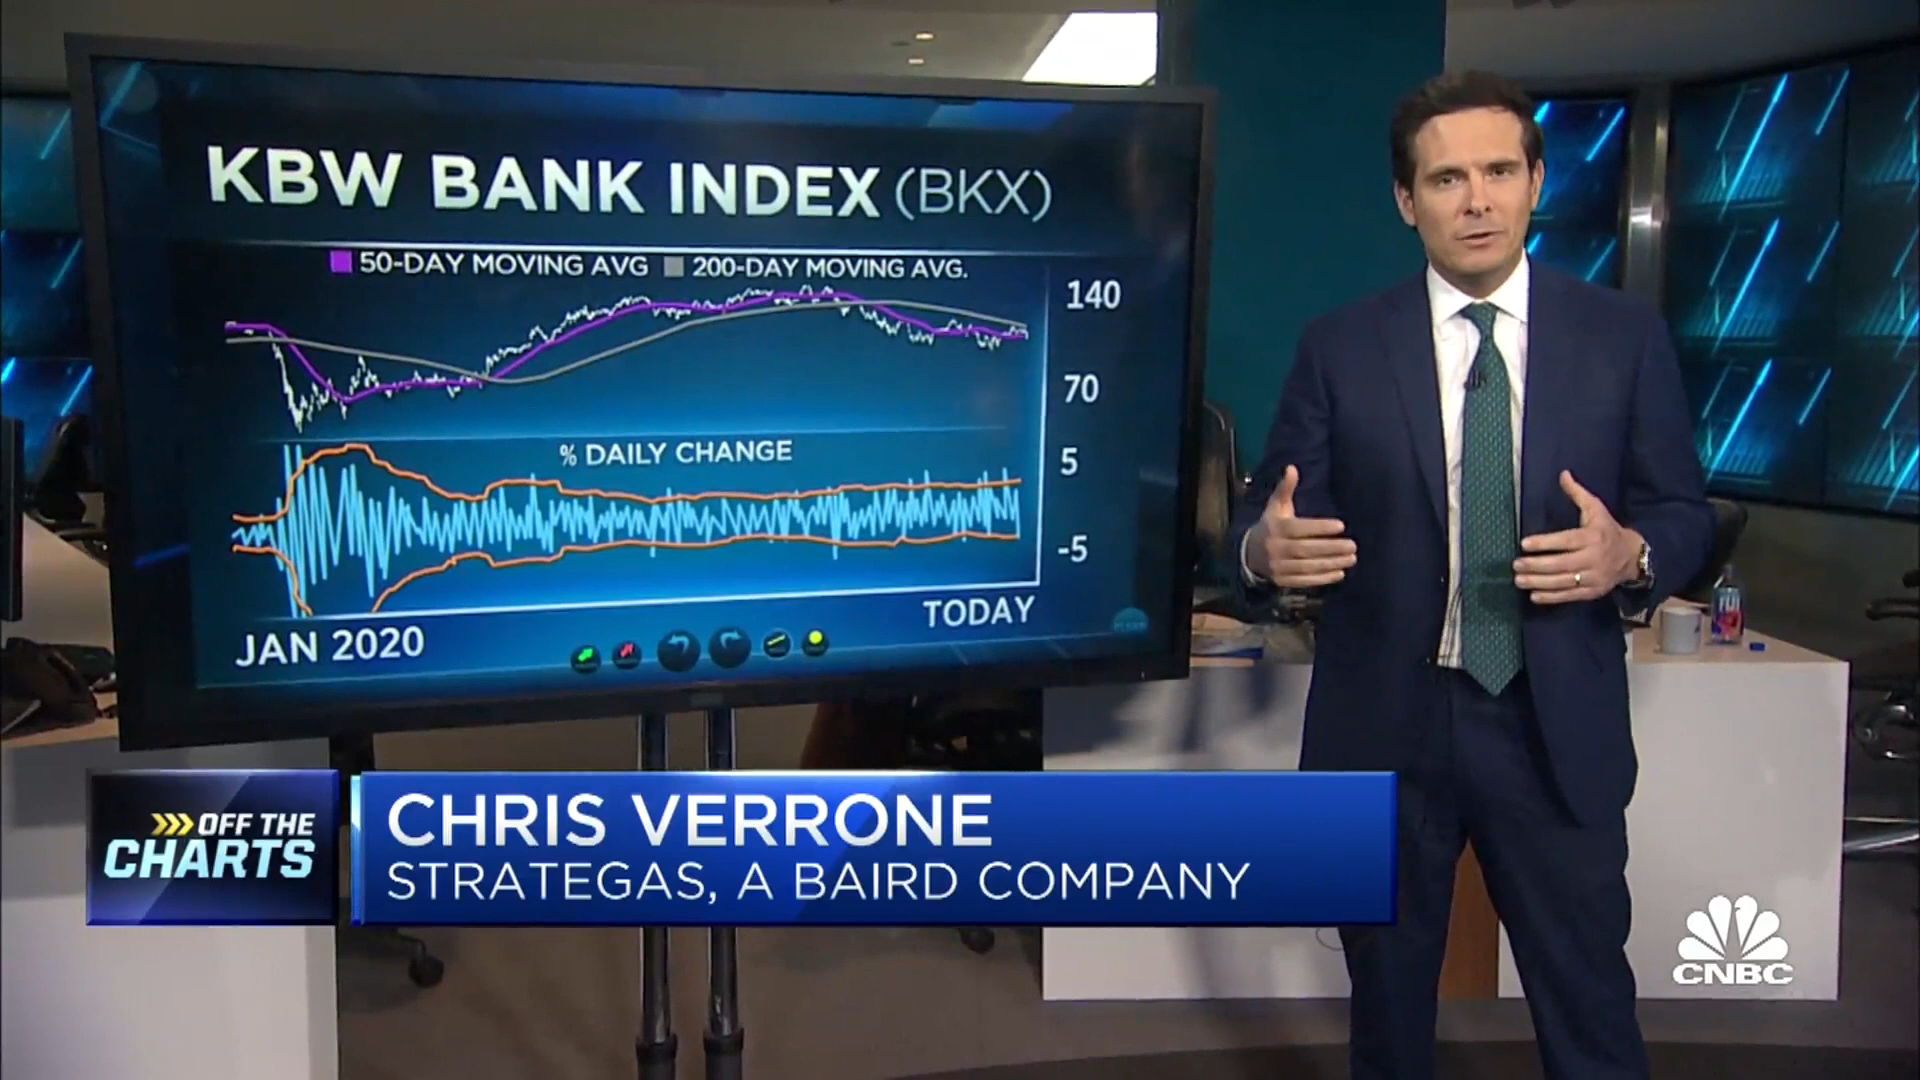 KBW BANK INDEX (BKX)
50-DAY MOVING AVG 200-DAY MOVING AVG.
140
70
% DAILY CHANGE
5
-5
JAN 2020
TODAY
OFF THE
CHARTS
CHRIS VERRONE
STRATEGAS, A BAIRD COMPANY
CNBC
FIJI